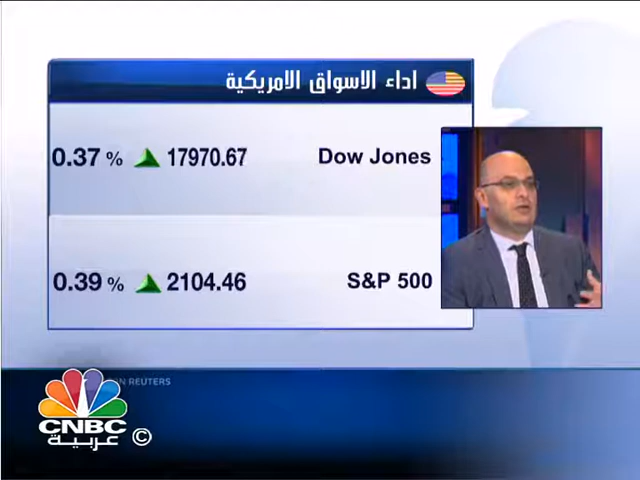 اداء الاسواق الامريكية
Dow Jones 17970.67 0.37 %
S&P 500 2104.46 0.39 %
REUTERS
CNBC
عربية ©